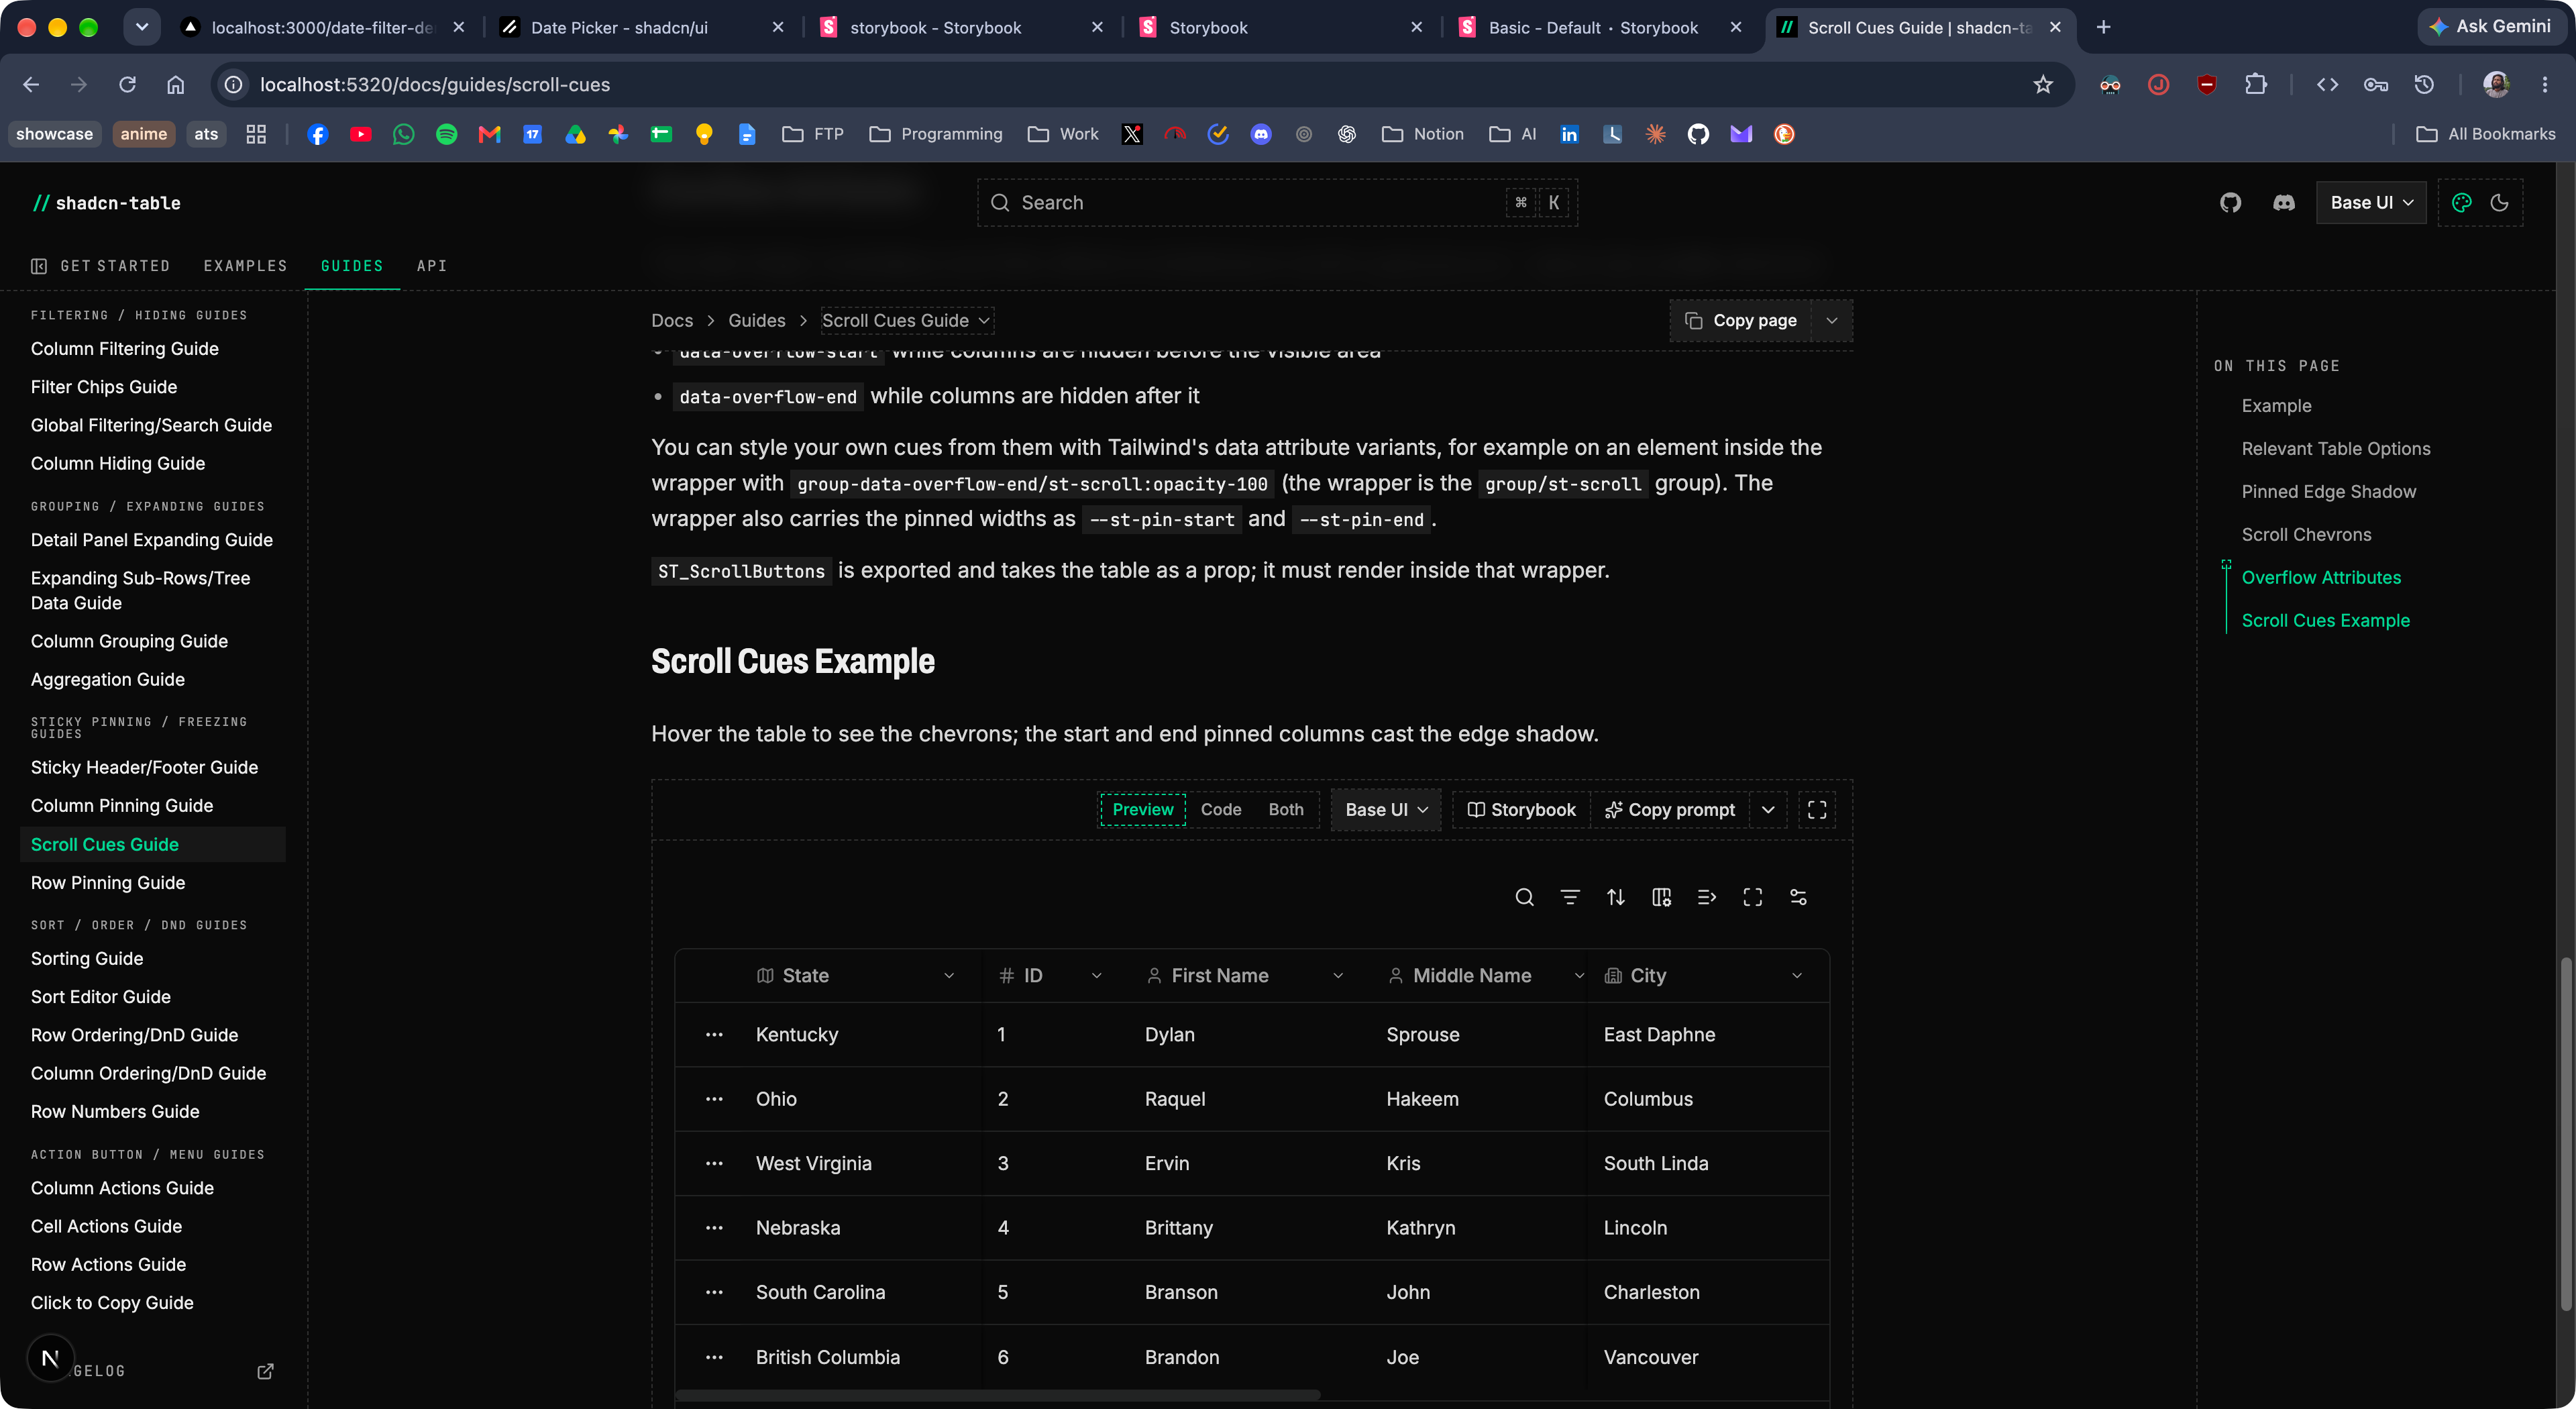 localhost:3000/date-filter-de
Date Picker - shadcn/ui
storybook - Storybook
Storybook
Basic - Default • Storybook
Scroll Cues Guide | shadcn-ta
Ask Gemini
localhost:5320/docs/guides/scroll-cues
showcase
anime
ats
17
FTP
Programming
Work
Notion
AI
All Bookmarks
// shadcn-table
Search
⌘ K
Base UI
GET STARTED
EXAMPLES
GUIDES
API
FILTERING / HIDING GUIDES
Column Filtering Guide
Filter Chips Guide
Global Filtering/Search Guide
Column Hiding Guide
GROUPING / EXPANDING GUIDES
Detail Panel Expanding Guide
Expanding Sub-Rows/Tree
Data Guide
Column Grouping Guide
Aggregation Guide
STICKY PINNING / FREEZING
GUIDES
Sticky Header/Footer Guide
Column Pinning Guide
Scroll Cues Guide
Row Pinning Guide
SORT / ORDER / DND GUIDES
Sorting Guide
Sort Editor Guide
Row Ordering/DnD Guide
Column Ordering/DnD Guide
Row Numbers Guide
ACTION BUTTON / MENU GUIDES
Column Actions Guide
Cell Actions Guide
Row Actions Guide
Click to Copy Guide
N
GELOG
Docs > Guides > Scroll Cues Guide
Copy page
data-overflow-start while columns are hidden before the visible area
• data-overflow-end while columns are hidden after it
You can style your own cues from them with Tailwind's data attribute variants, for example on an element inside the
wrapper with group-data-overflow-end/st-scroll:opacity-100 (the wrapper is the group/st-scroll group). The
wrapper also carries the pinned widths as --st-pin-start and --st-pin-end.
ST_ScrollButtons is exported and takes the table as a prop; it must render inside that wrapper.
Scroll Cues Example
Hover the table to see the chevrons; the start and end pinned columns cast the edge shadow.
Preview Code Both Base UI Storybook Copy prompt
State ID First Name Middle Name City
Kentucky 1 Dylan Sprouse East Daphne
Ohio 2 Raquel Hakeem Columbus
West Virginia 3 Ervin Kris South Linda
Nebraska 4 Brittany Kathryn Lincoln
South Carolina 5 Branson John Charleston
British Columbia 6 Brandon Joe Vancouver
ON THIS PAGE
Example
Relevant Table Options
Pinned Edge Shadow
Scroll Chevrons
Overflow Attributes
Scroll Cues Example